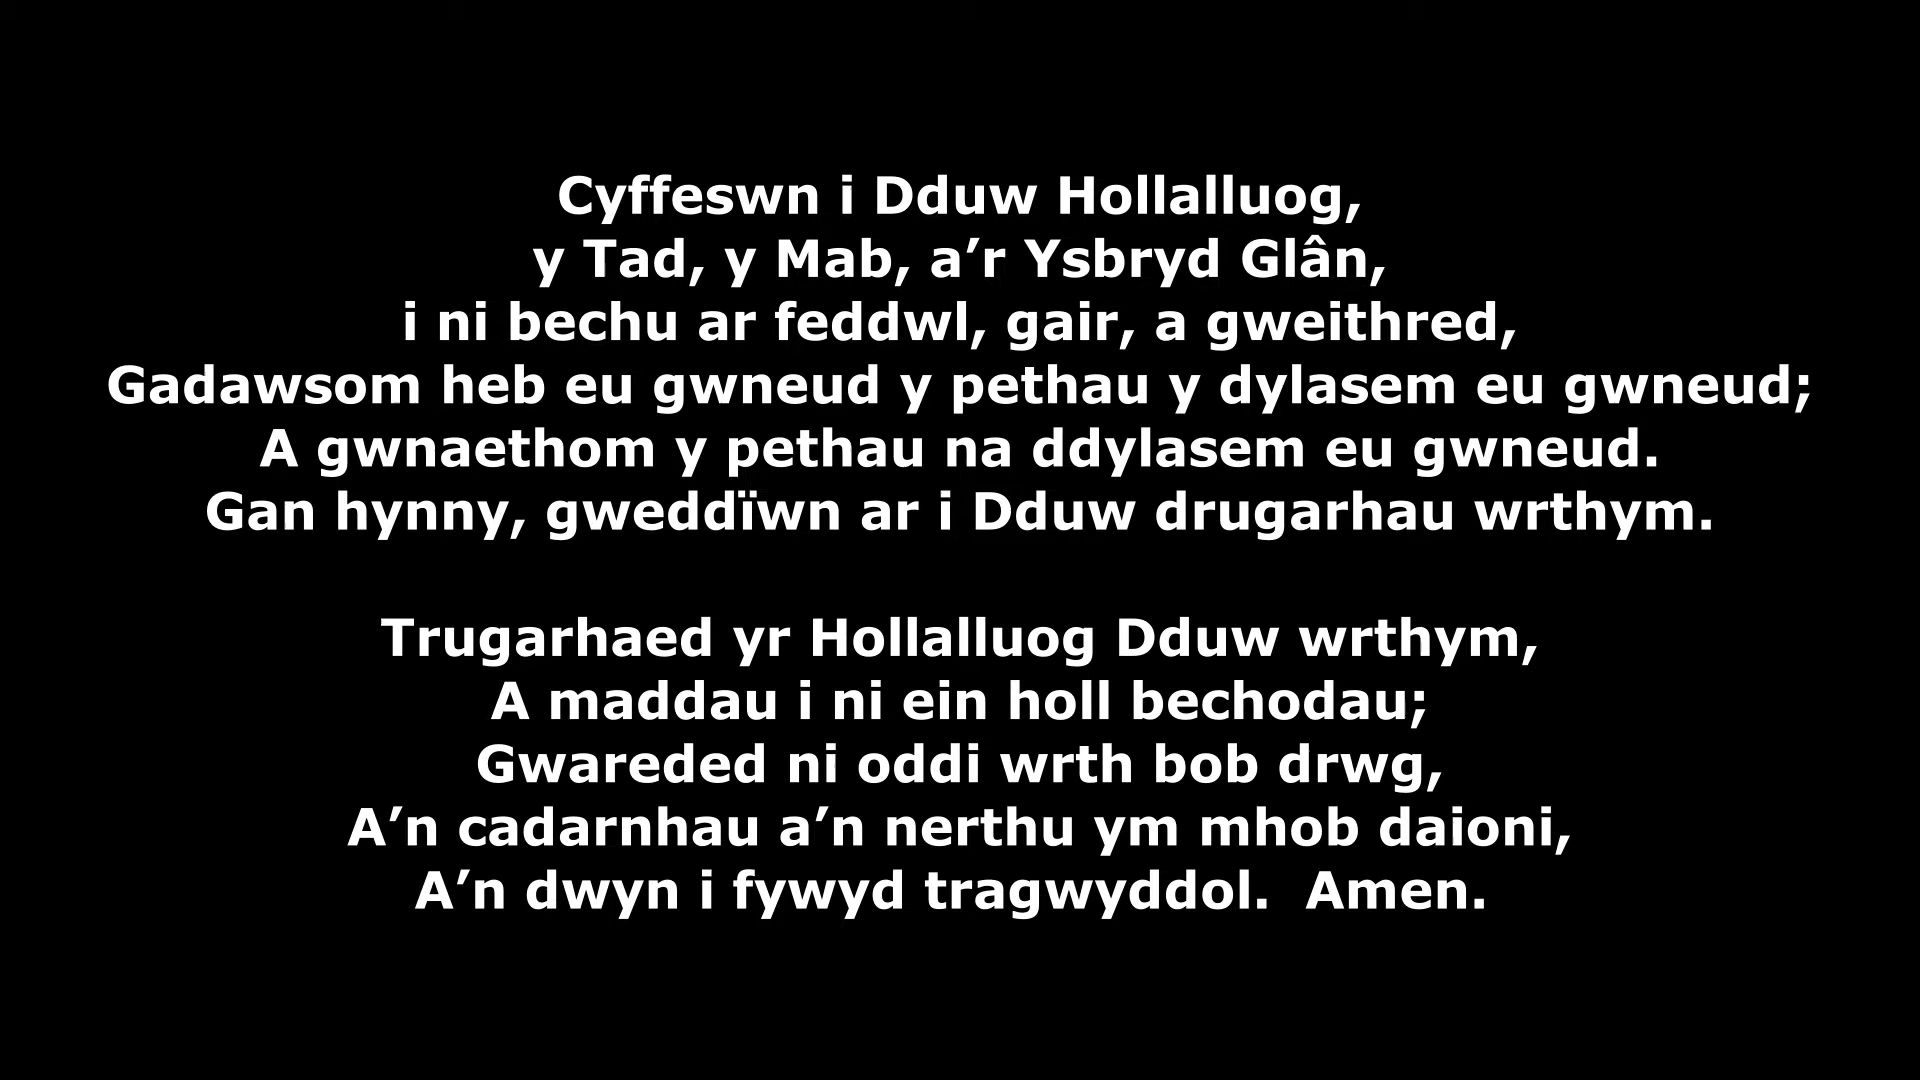 Cyffeswn i Dduw Hollalluog,
y Tad, y Mab, a’r Ysbryd Glân,
i ni bechu ar feddwl, gair, a gweithred,
Gadawsom heb eu gwneud y pethau y dylasem eu gwneud;
A gwnaethom y pethau na ddylasem eu gwneud.
Gan hynny, gweddïwn ar i Dduw drugarhau wrthym.
Trugarhaed yr Hollalluog Dduw wrthym,
A maddau i ni ein holl bechodau;
Gwareded ni oddi wrth bob drwg,
A’n cadarnhau a’n nerthu ym mhob daioni,
A’n dwyn i fywyd tragwyddol.  Amen.